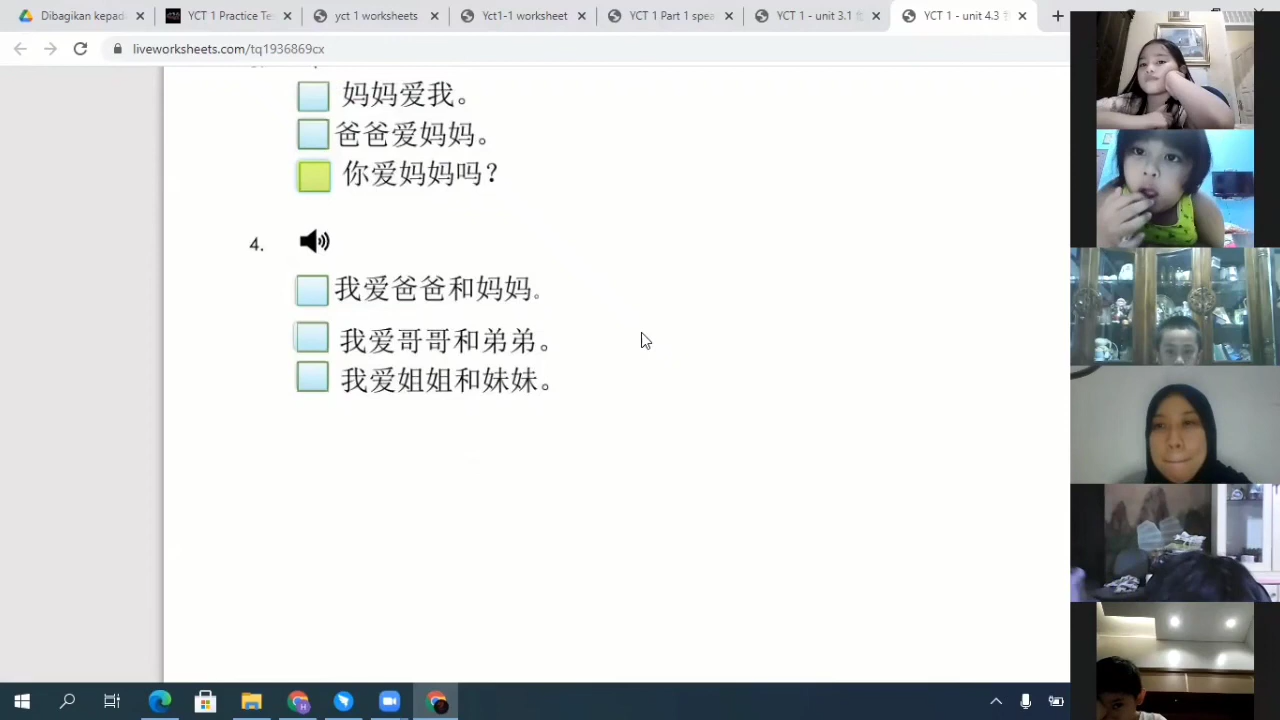 Dibagikan kepad
YCT 1 Practice Te
yct 1 worksheets
Yct1-1 worksheet
YCT 1 Part 1 spea
YCT 1 - unit 3.1
YCT 1 - unit 4.3
liveworksheets.com/tq1936869cx
妈妈爱我。
爸爸爱妈妈。
你爱妈妈吗？
4.
我爱爸爸和妈妈。
我爱哥哥和弟弟。
我爱姐姐和妹妹。